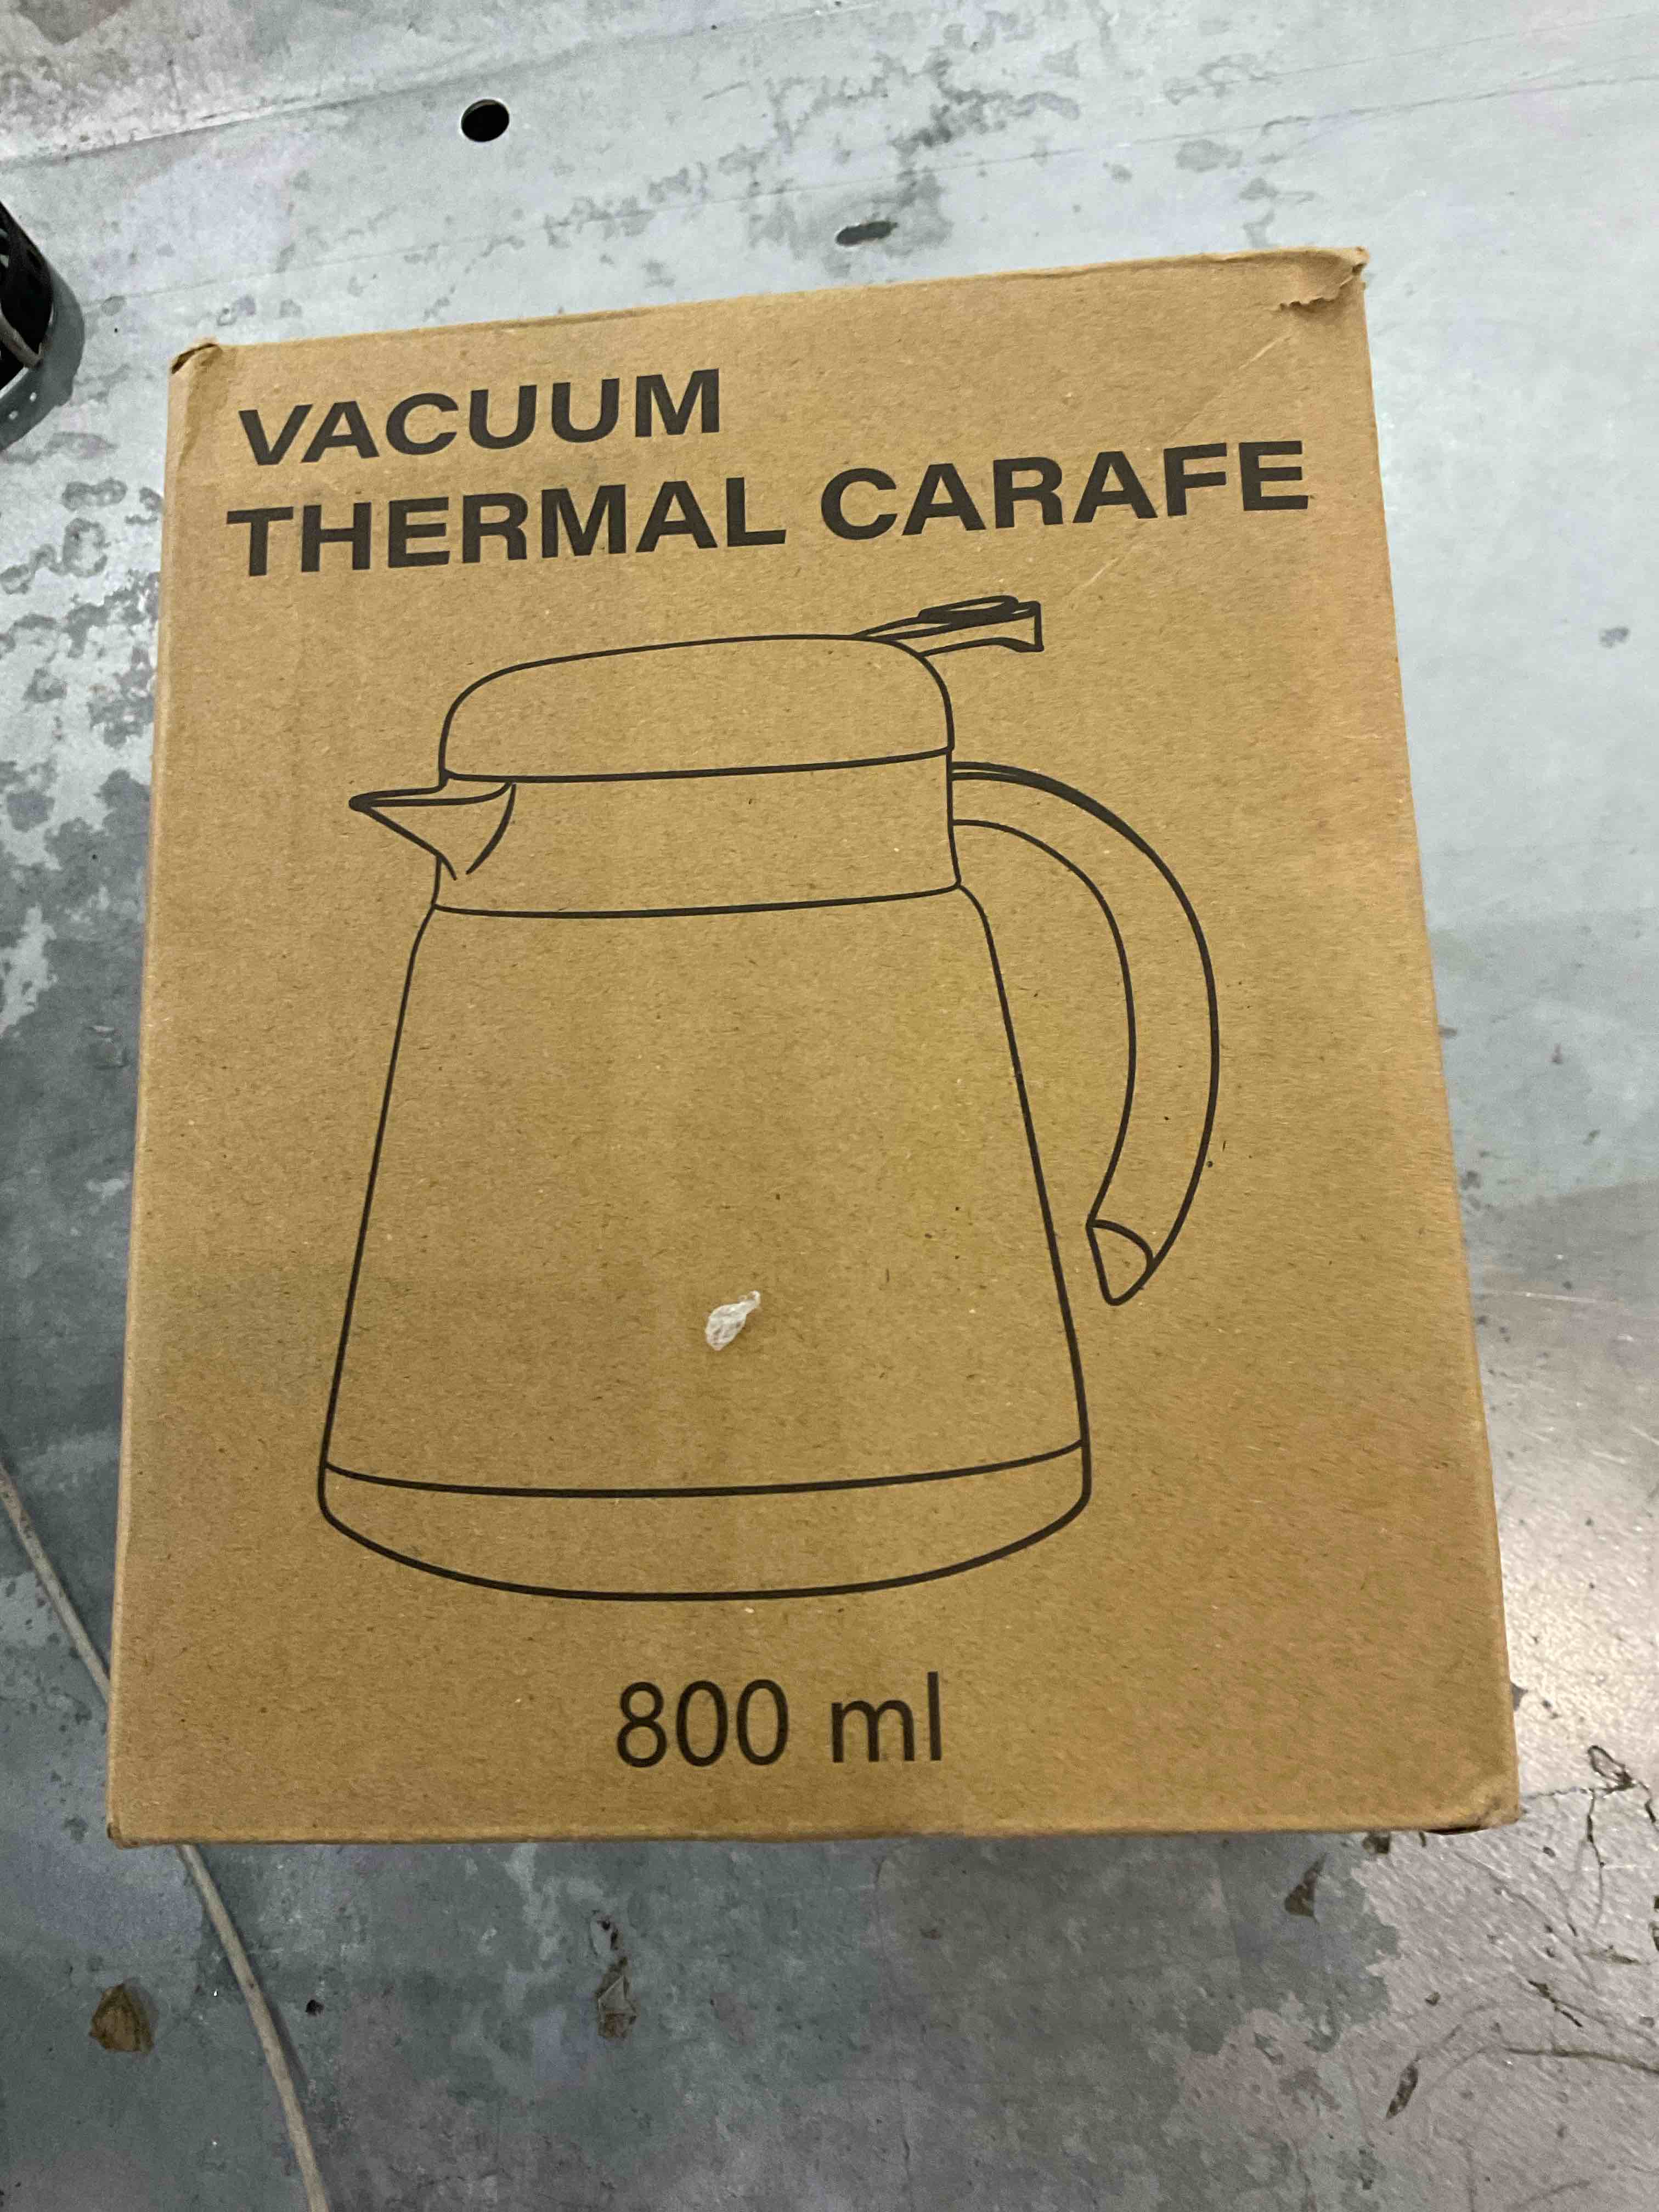 VACUUM
THERMAL CARAFE
800 ml